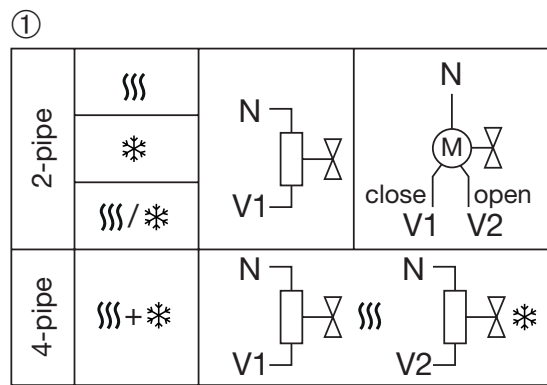 ①
2-pipe
N
V1
N
M
close open
V1 V2
/
4-pipe
+
N
V1
N
V2